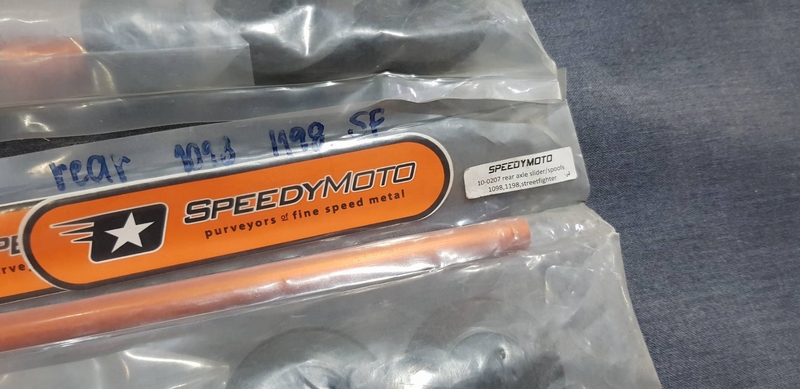 rear 1098 1198 SF
SPEEDYMOTO
purveyors of fine speed metal
SPEEDYMOTO
10-0207 rear axle slider/spools
1098,1198,streetfighter